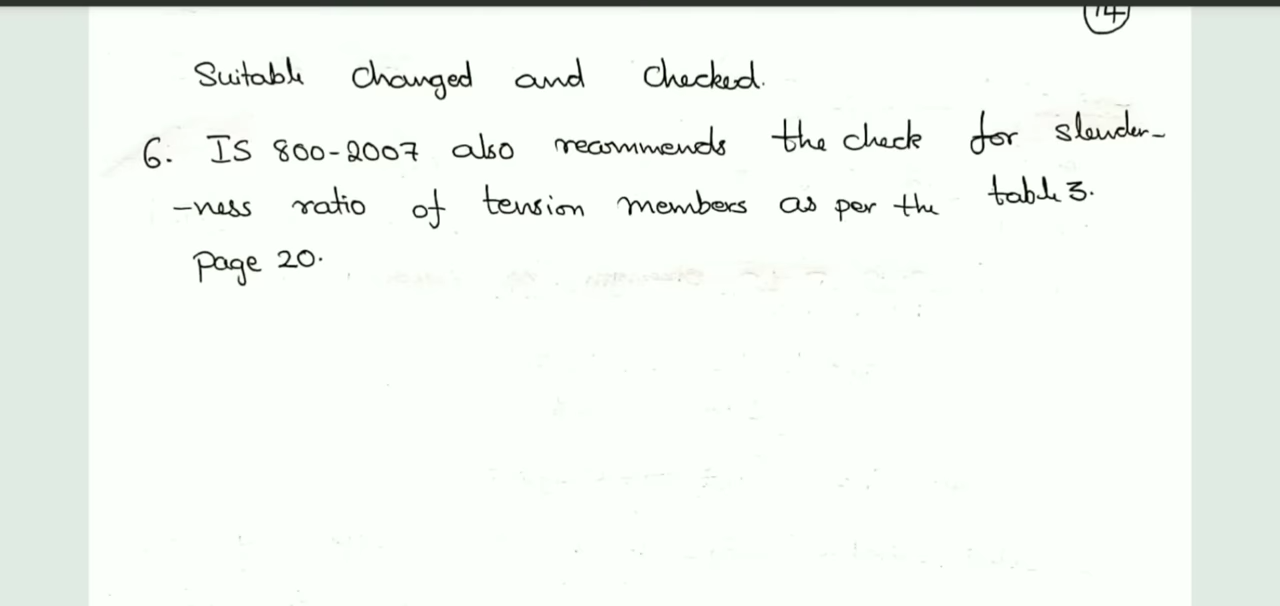 14
Suitable changed and checked.
6. IS 800-2007 also recommends the check for slender-
-ness ratio of tension members as per the table 3.
page 20.